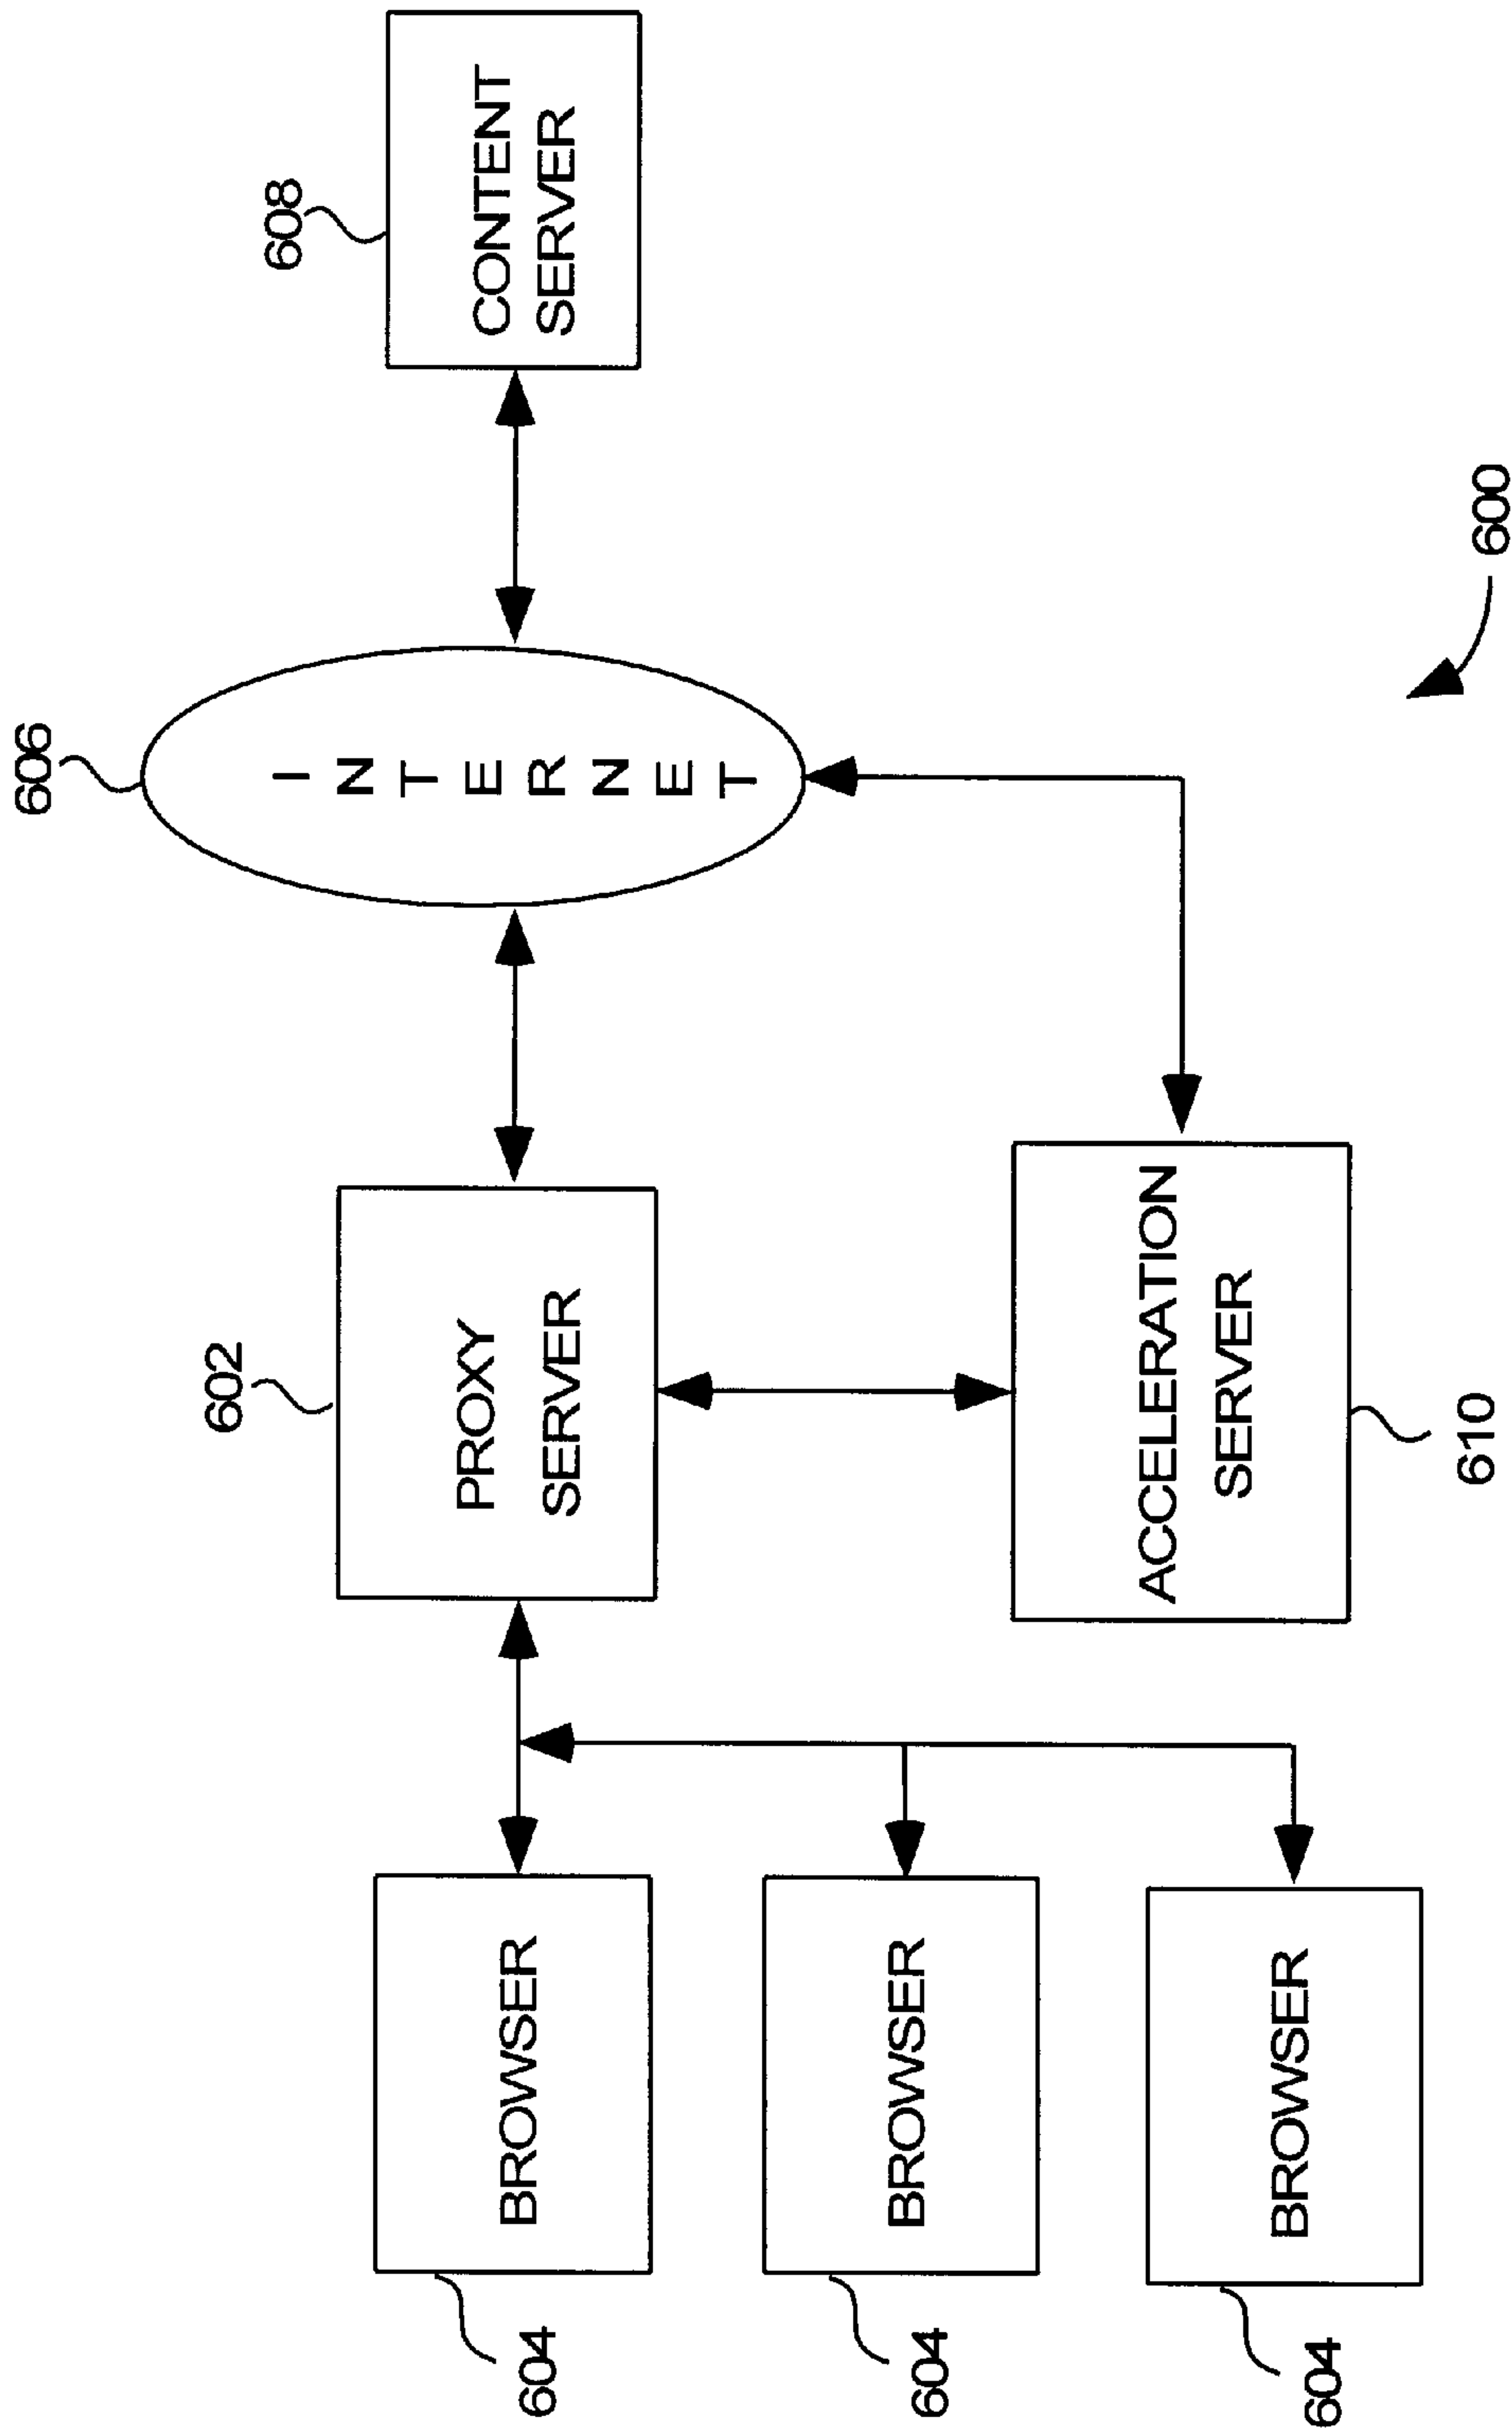 606
608
602
CONTENT
SERVER
INTERNET
PROXY
SERVER
BROWSER
604
BROWSER
604
BROWSER
604
ACCELERATION
SERVER
610
600